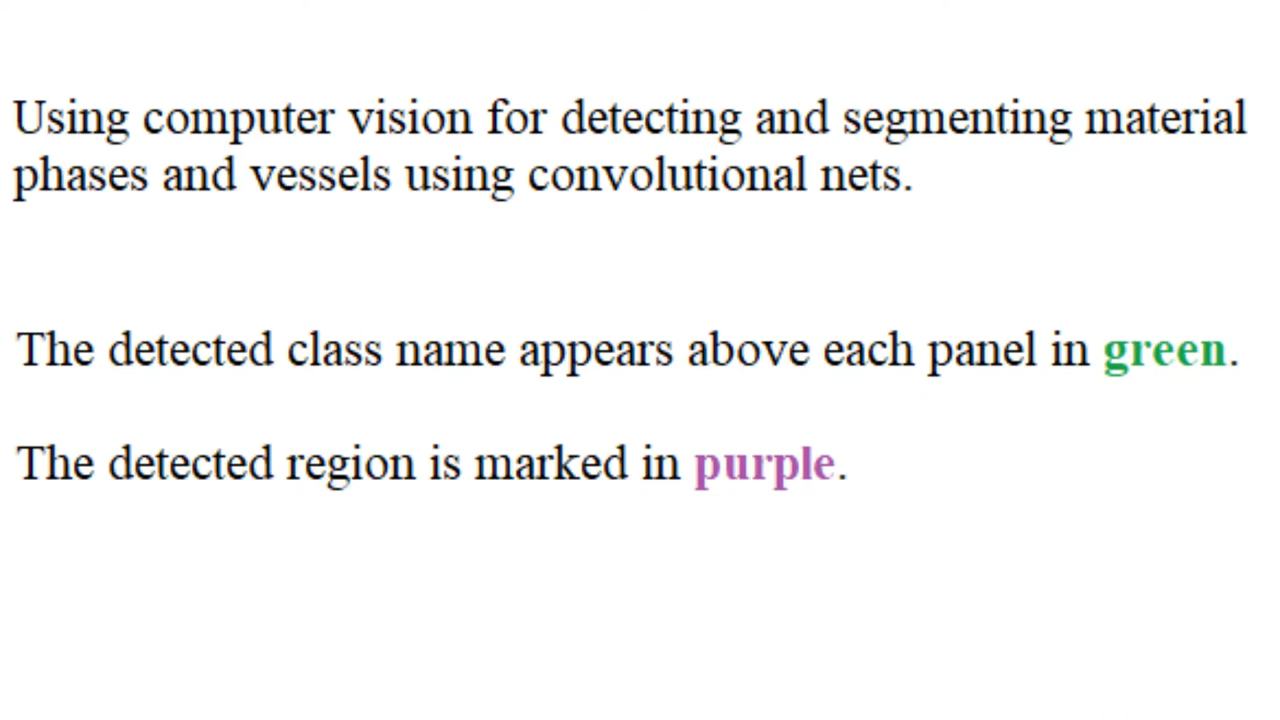 Using computer vision for detecting and segmenting material
phases and vessels using convolutional nets.
The detected class name appears above each panel in green.
The detected region is marked in purple.